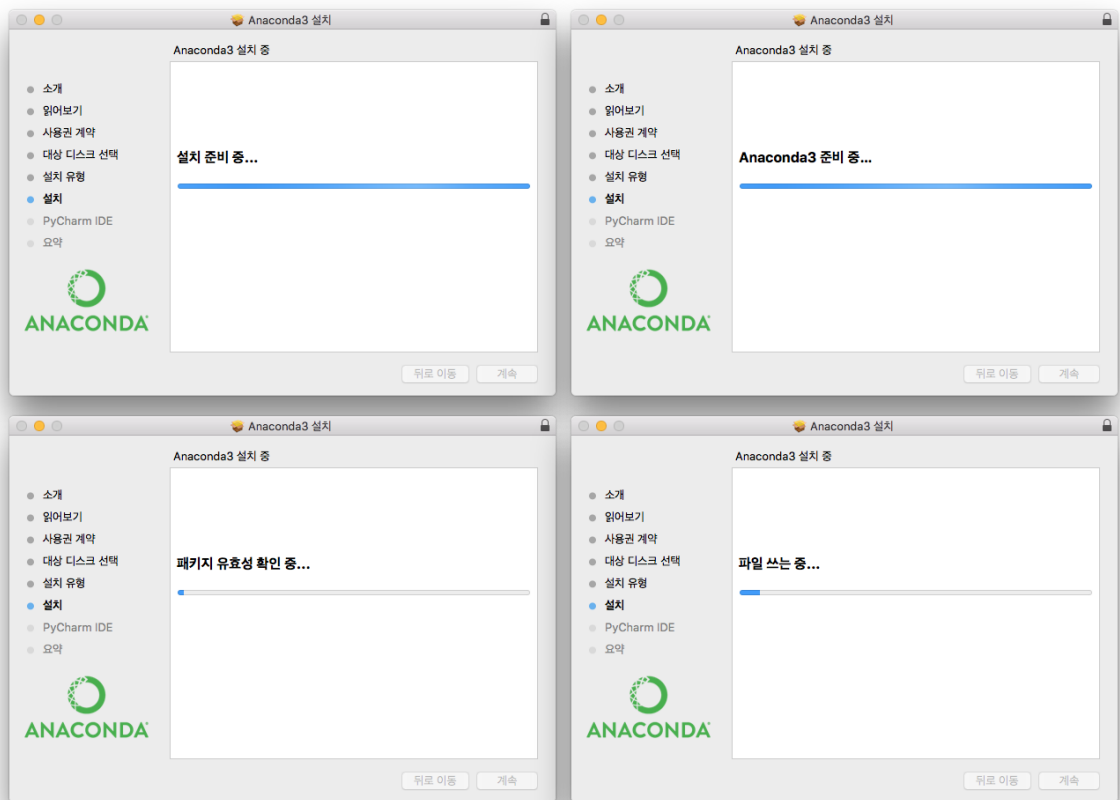 Anaconda3 설치
Anaconda3 설치 중
소개
읽어보기
사용권 계약
대상 디스크 선택
설치 유형
설치
PyCharm IDE
요약
ANACONDA
설치 준비 중...
뒤로 이동
계속
Anaconda3 설치
Anaconda3 설치 중
소개
읽어보기
사용권 계약
대상 디스크 선택
설치 유형
설치
PyCharm IDE
요약
ANACONDA
Anaconda3 준비 중...
뒤로 이동
계속
Anaconda3 설치
Anaconda3 설치 중
소개
읽어보기
사용권 계약
대상 디스크 선택
설치 유형
설치
PyCharm IDE
요약
ANACONDA
패키지 유효성 확인 중...
뒤로 이동
계속
Anaconda3 설치
Anaconda3 설치 중
소개
읽어보기
사용권 계약
대상 디스크 선택
설치 유형
설치
PyCharm IDE
요약
ANACONDA
파일 쓰는 중...
뒤로 이동
계속